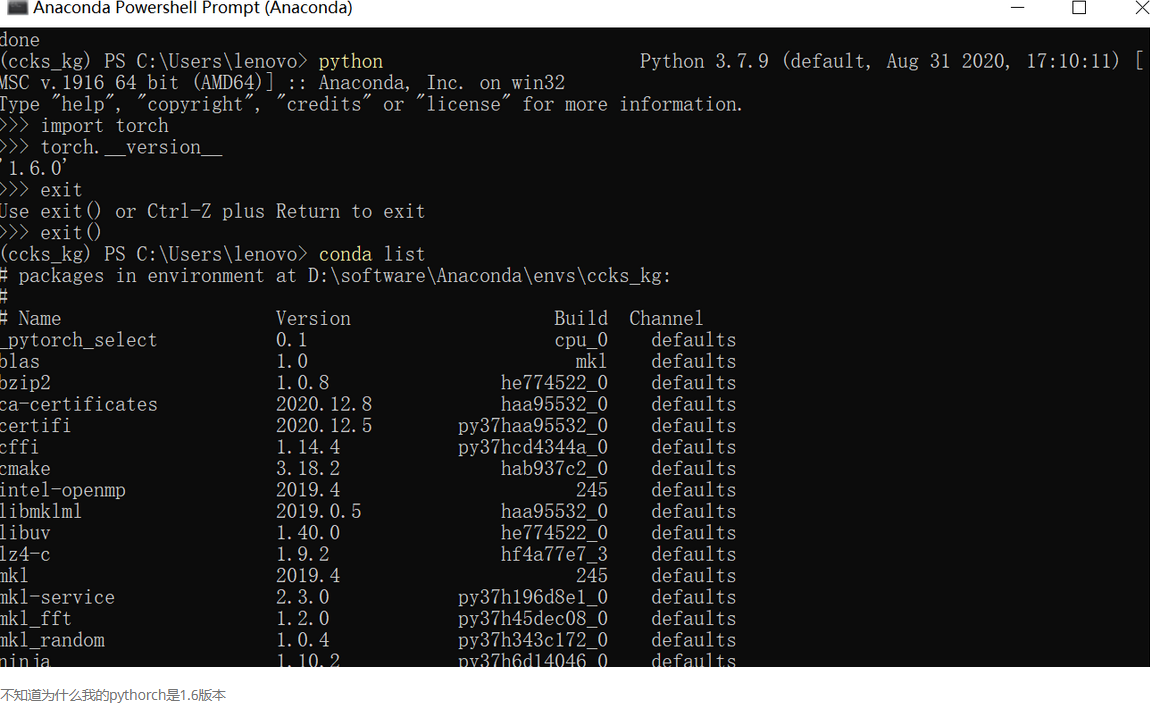 Anaconda Powershell Prompt (Anaconda)
done
(ccks_kg) PS C:\Users\lenovo> python Python 3.7.9 (default, Aug 31 2020, 17:10:11) [
MSC v.1916 64 bit (AMD64)] :: Anaconda, Inc. on win32
Type "help", "copyright", "credits" or "license" for more information.
>>> import torch
>>> torch.__version__
'1.6.0'
>>> exit
Use exit() or Ctrl-Z plus Return to exit
>>> exit()
(ccks_kg) PS C:\Users\lenovo> conda list
# packages in environment at D:\software\Anaconda\envs\ccks_kg:
#
# Name Version Build Channel
_pytorch_select 0.1 cpu_0 defaults
blas 1.0 mkl defaults
bzip2 1.0.8 he774522_0 defaults
ca-certificates 2020.12.8 haa95532_0 defaults
certifi 2020.12.5 py37haa95532_0 defaults
cffi 1.14.4 py37hcd4344a_0 defaults
cmake 3.18.2 hab937c2_0 defaults
intel-openmp 2019.4 245 defaults
libmklml 2019.0.5 haa95532_0 defaults
libuv 1.40.0 he774522_0 defaults
lz4-c 1.9.2 hf4a77e7_3 defaults
mkl 2019.4 245 defaults
mkl-service 2.3.0 py37h196d8e1_0 defaults
mkl_fft 1.2.0 py37h45dec08_0 defaults
mkl_random 1.0.4 py37h343c172_0 defaults
ninja 1.10.2 py37h6d14046_0 defaults
不知道为什么我的pythorch是1.6版本